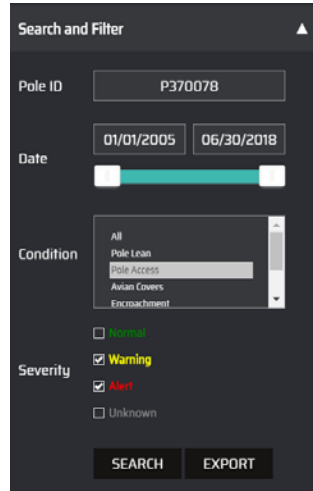 Search and Filter
Pole ID P370078
01/01/2005 06/30/2018
Date
All
Pole Lean
Condition Pole Access
Avian Covers
Encroachment
Normal
Warning
Severity
Alert
Unknown
SEARCH EXPORT